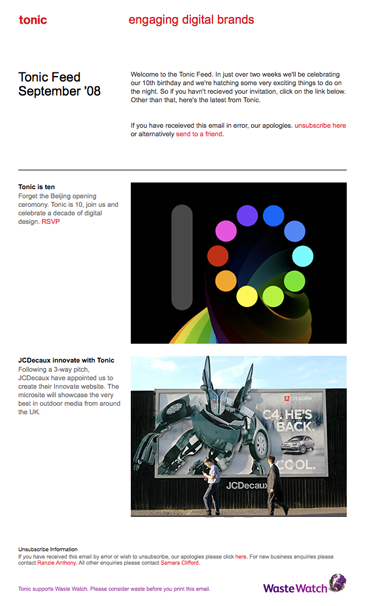 tonic
engaging digital brands
Tonic Feed
September '08
Welcome to the Tonic Feed. In just over two weeks we'll be celebrating
our 10th birthday and we're hatching some very exciting things to do on
the night. So if you havn't recieved your invitation, click on the link below.
Other than that, here's the latest from Tonic.
If you have receieved this email in error, our apologies. unsubscribe here
or alternatively send to a friend.
Tonic is ten
Forget the Beijing opening
ceromony. Tonic is 10, join us and
celebrate a decade of digital
design. RSVP
JCDecaux innovate with Tonic
Following a 3-way pitch,
JCDecaux have appointed us to
create their Innovate website. The
microsite will showcase the very
best in outdoor media from around
the UK.
CITROËN
C4. HE'S
BACK.
COOL.
JCDecaux
Unsubscribe Information
If you have received this email by error or wish to unsubscribe, our apologies please click here. For new business enquiries please
contact Ranzie Anthony. All other enquiries please contact Samara Clifford.
Tonic supports Waste Watch. Please consider waste before you print this email.
WasteWatch